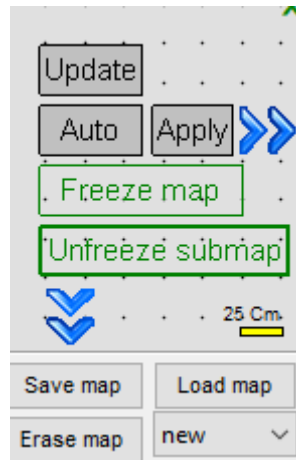 Update
Auto Apply
Freeze map
Unfreeze submap
25 Cm.
Save map Load map
Erase map new